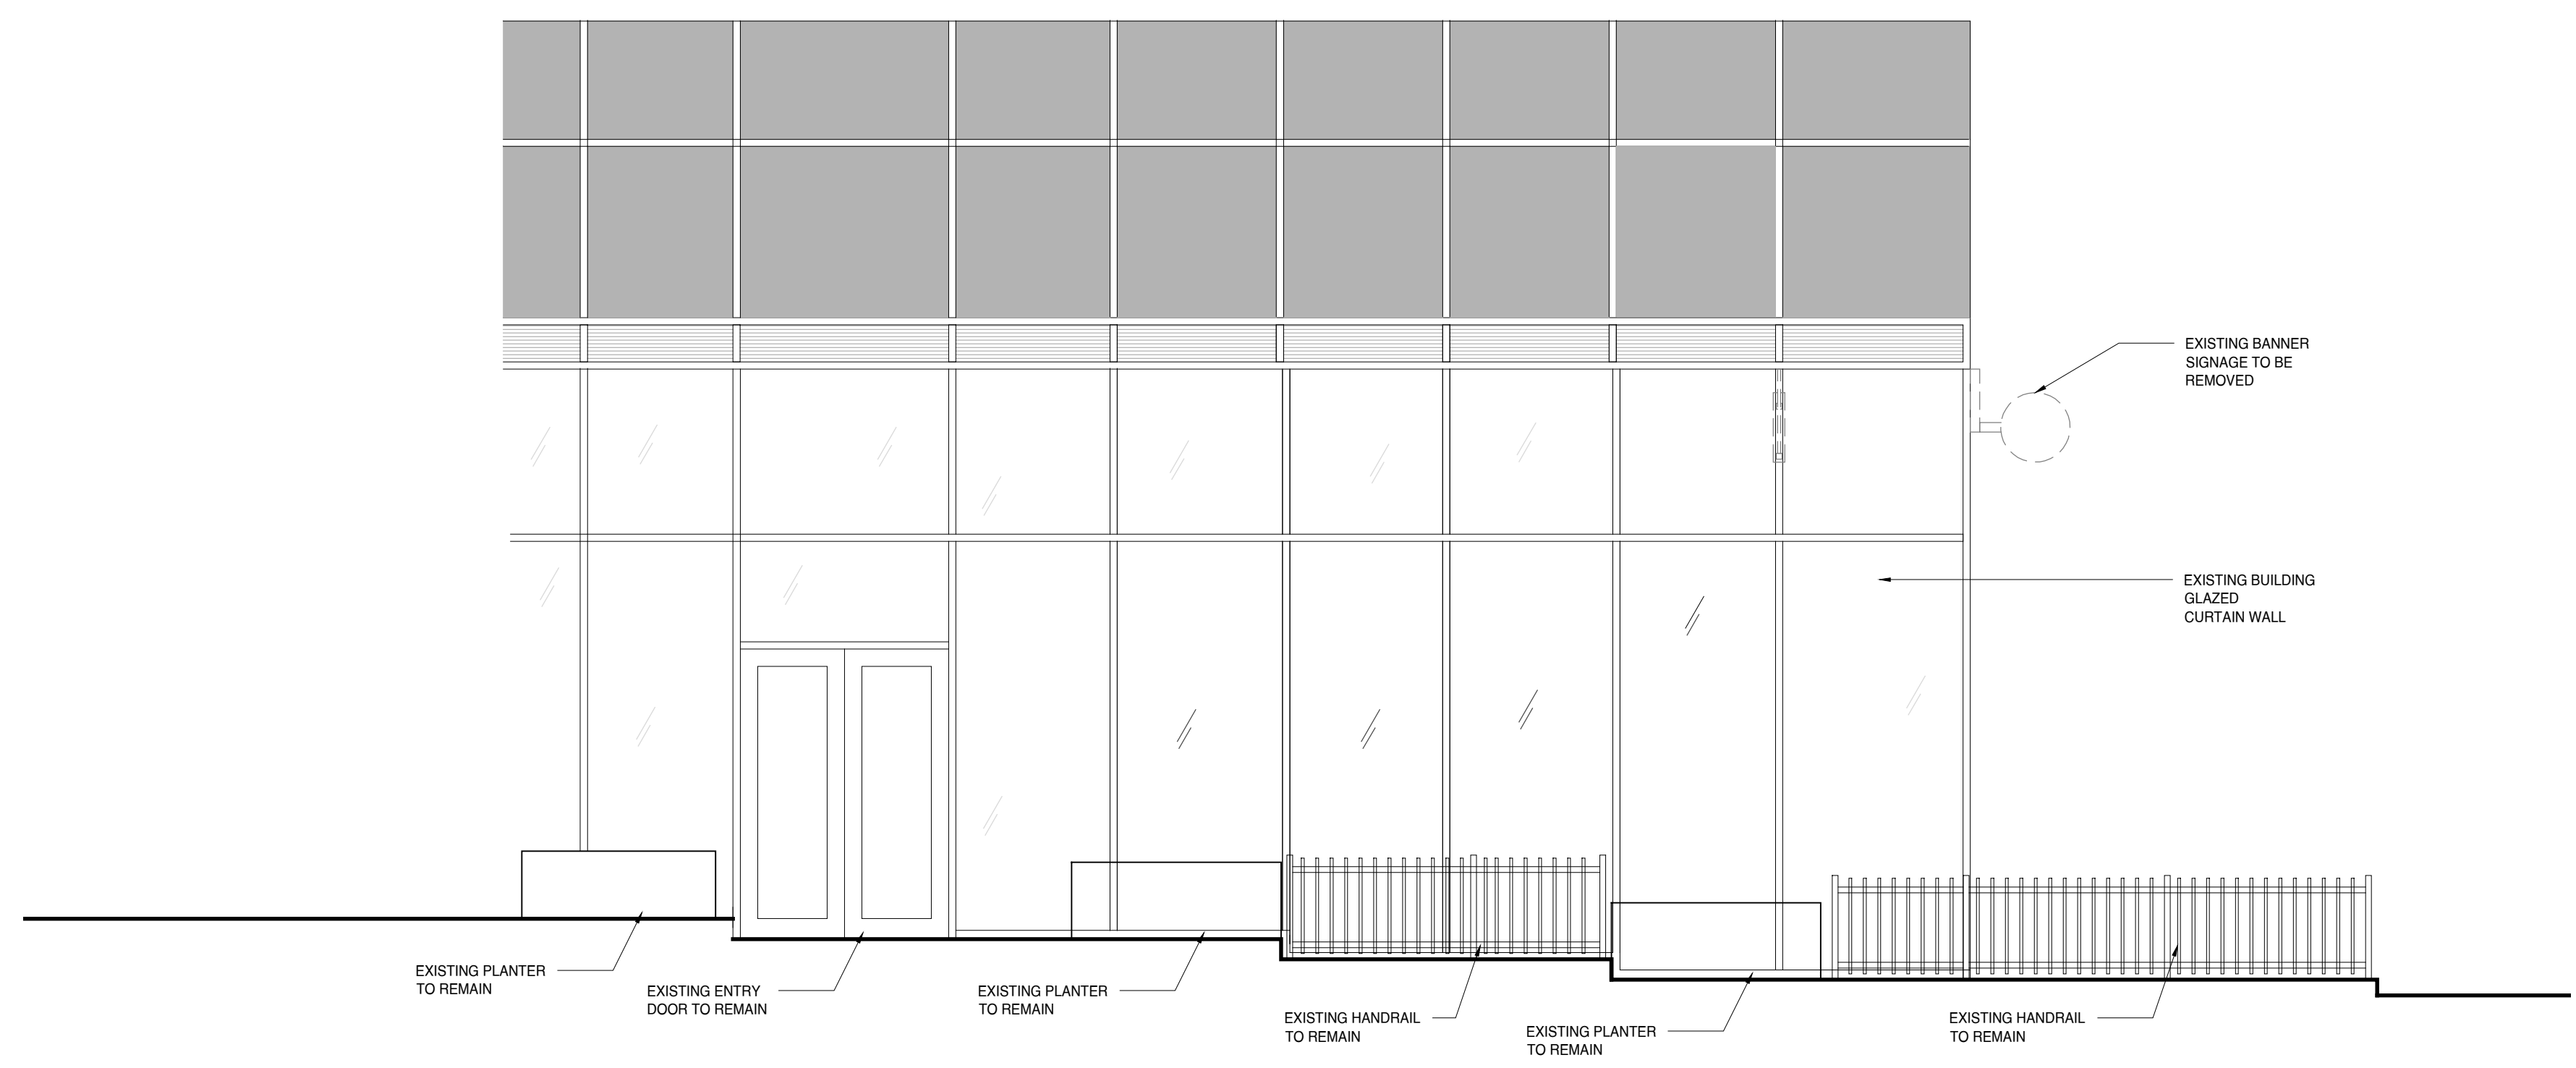 EXISTING BANNER
SIGNAGE TO BE
REMOVED
EXISTING BUILDING
GLAZED
CURTAIN WALL
EXISTING PLANTER
TO REMAIN
EXISTING ENTRY
DOOR TO REMAIN
EXISTING PLANTER
TO REMAIN
EXISTING HANDRAIL
TO REMAIN
EXISTING PLANTER
TO REMAIN
EXISTING HANDRAIL
TO REMAIN